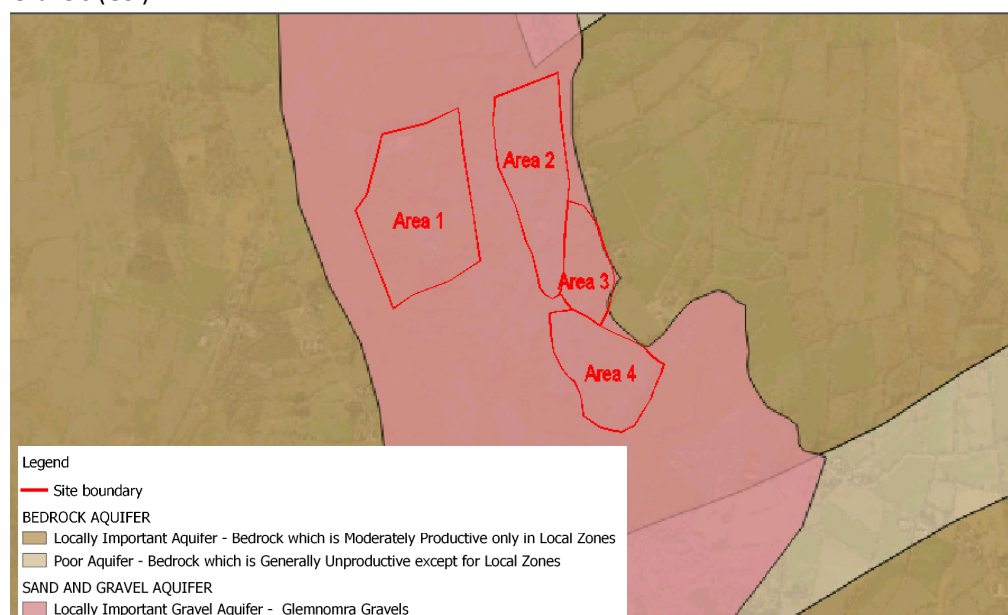 Area 2
Area 1
Area 3
Area 4
Legend
Site boundary
BEDROCK AQUIFER
Locally Important Aquifer - Bedrock which is Moderately Productive only in Local Zones
Poor Aquifer - Bedrock which is Generally Unproductive except for Local Zones
SAND AND GRAVEL AQUIFER
Locally Important Gravel Aquifer - Glemnomra Gravels